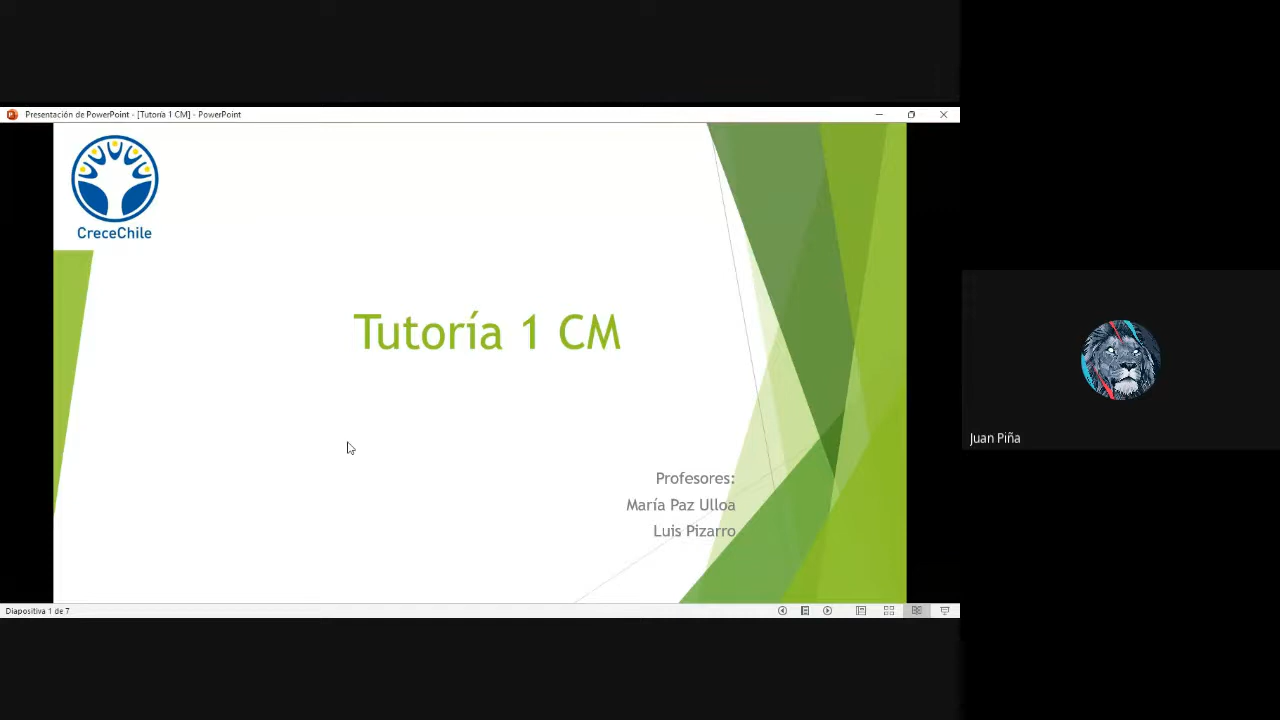 Presentación de PowerPoint - [Tutoría 1 CM] - PowerPoint
CreceChile
Tutoría 1 CM
Profesores:
María Paz Ulloa
Luis Pizarro
Juan Piña
Diapositiva 1 de 7